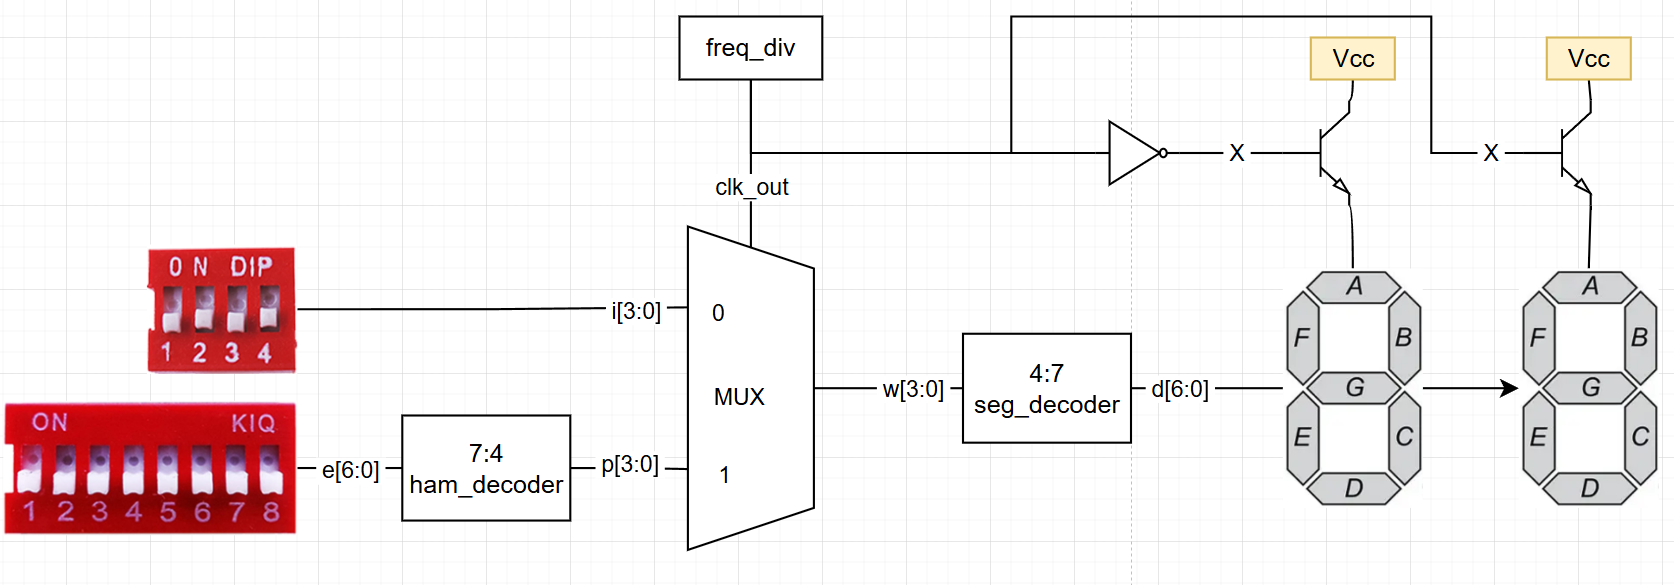 freq_div
Vcc
Vcc
X
X
clk_out
ON DIP
1 2 3 4
i[3:0]
0
MUX
1
ON KIQ
1 2 3 4 5 6 7 8
e[6:0]
7:4
ham_decoder
p[3:0]
w[3:0]
4:7
seg_decoder
d[6:0]
A
F B
G
E C
D
A
F B
G
E C
D